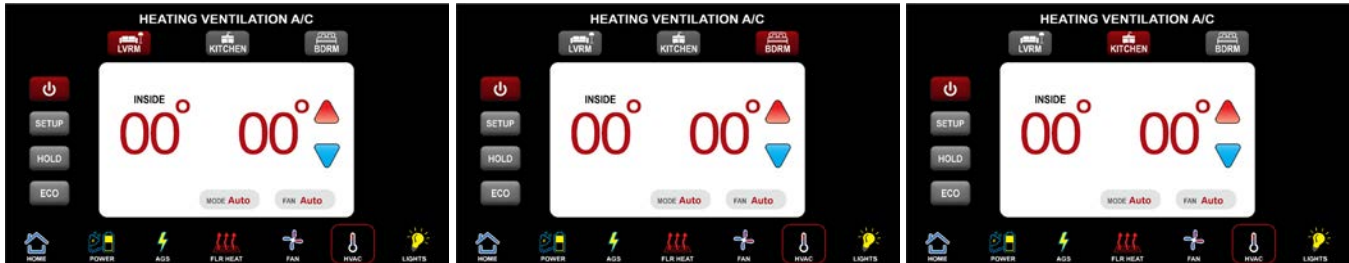 HEATING VENTILATION A/C
LVRM KITCHEN BDRM
SETUP
HOLD
ECO
INSIDE
00° 00°
MODE Auto FAN Auto
HOME POWER AGS FLR HEAT FAN HVAC LIGHTS
HEATING VENTILATION A/C
LVRM KITCHEN BDRM
SETUP
HOLD
ECO
INSIDE
00° 00°
MODE Auto FAN Auto
HOME POWER AGS FLR HEAT FAN HVAC LIGHTS
HEATING VENTILATION A/C
LVRM KITCHEN BDRM
SETUP
HOLD
ECO
INSIDE
00° 00°
MODE Auto FAN Auto
HOME POWER AGS FLR HEAT FAN HVAC LIGHTS